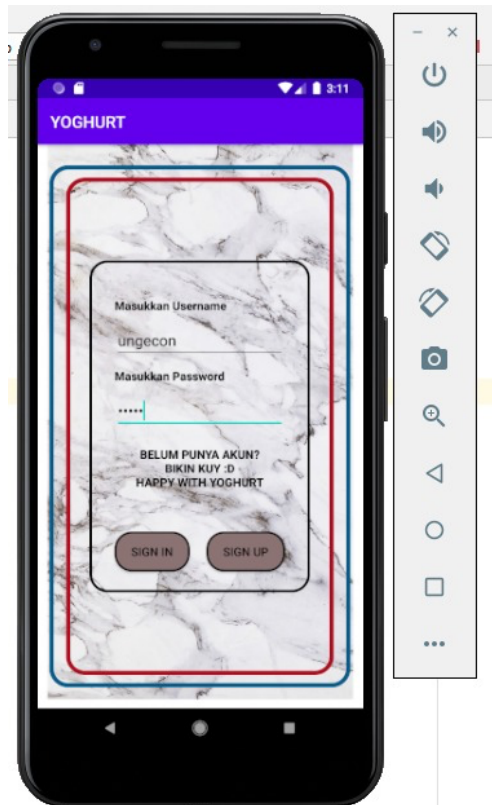 3:11
YOGHURT
Masukkan Username
ungecon
Masukkan Password
•••••
BELUM PUNYA AKUN?
BIKIN KUY :D
HAPPY WITH YOGHURT
SIGN IN SIGN UP